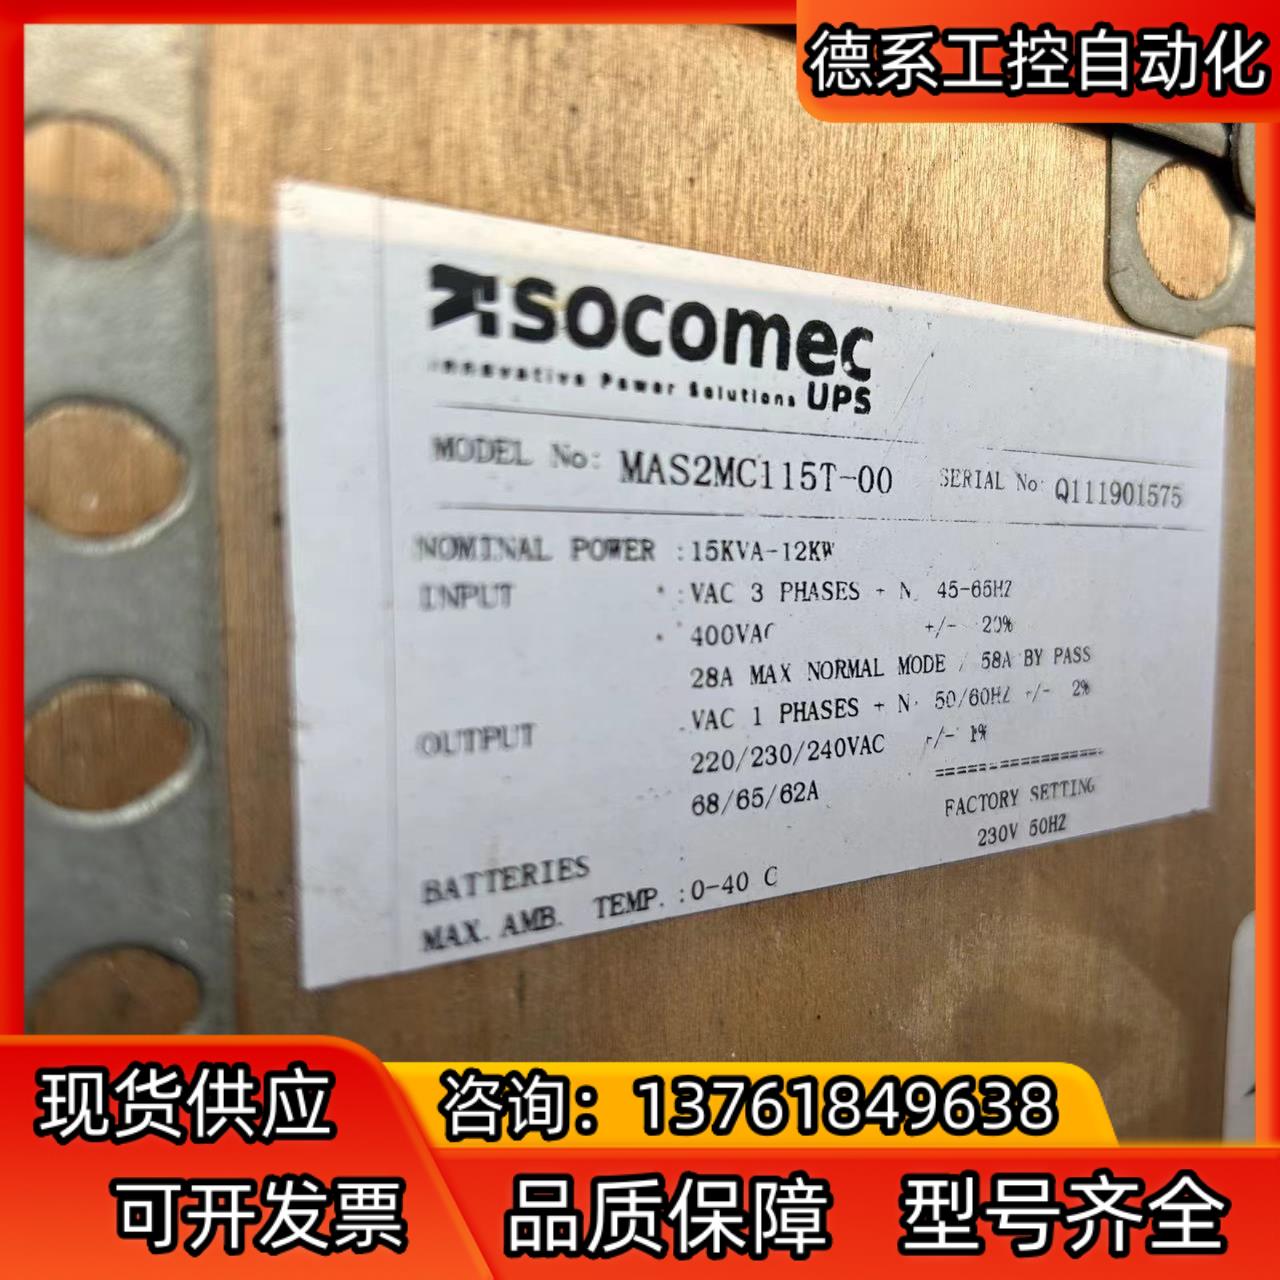 德系工控自动化
socomec
Innovative Power Solutions UPS
MODEL No: MAS2MC115T-00 SERIAL No: Q111901575
NOMINAL POWER : 15KVA-12KW
INPUT : VAC 3 PHASES + N 45-65HZ
400VAC +/- 20%
28A MAX NORMAL MODE / 58A BY PASS
OUTPUT VAC 1 PHASES + N 50/60HZ +/- 2%
220/230/240VAC +/- 1%
68/65/62A
FACTORY SETTING
230V 50HZ
BATTERIES
MAX. AMB. TEMP. : 0-40 C
现货供应
咨询：13761849638
可开发票 品质保障 型号齐全